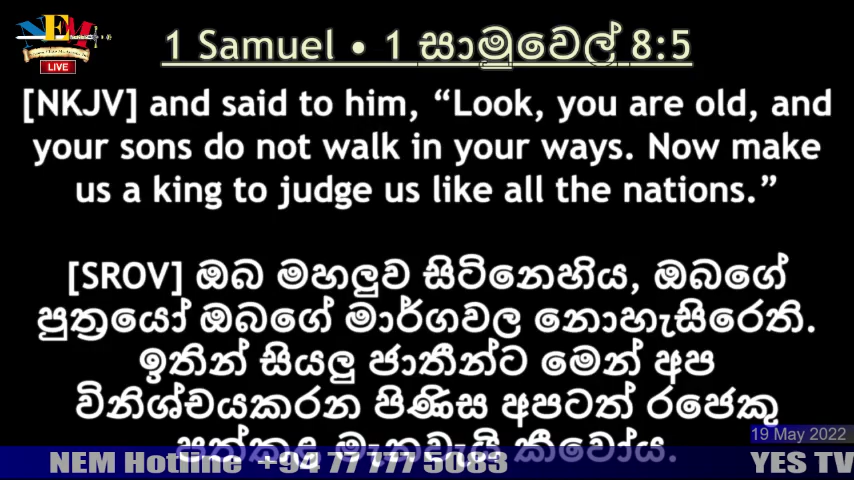 NEM
LIVE
1 Samuel • 1 සාමුවෙල් 8:5
[NKJV] and said to him, “Look, you are old, and
your sons do not walk in your ways. Now make
us a king to judge us like all the nations.”
[SROV] ඔබ මහලුව සිටිනෙහිය, ඔබගේ
පුත්‍රයෝ ඔබගේ මාර්ගවල නොහැසිරෙති.
ඉතින් සියලු ජාතීන්ට මෙන් අප
විනිශ්චයකරන පිණිස අපටත් රජෙකු
කීවෝය.
19 May 2022
NEM Hotline +94 77 777 5083
YES TV